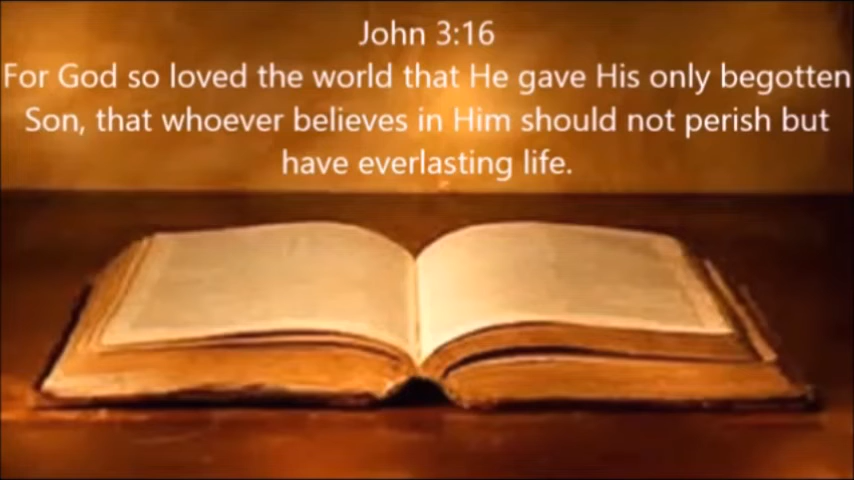 John 3:16
For God so loved the world that He gave His only begotten
Son, that whoever believes in Him should not perish but
have everlasting life.